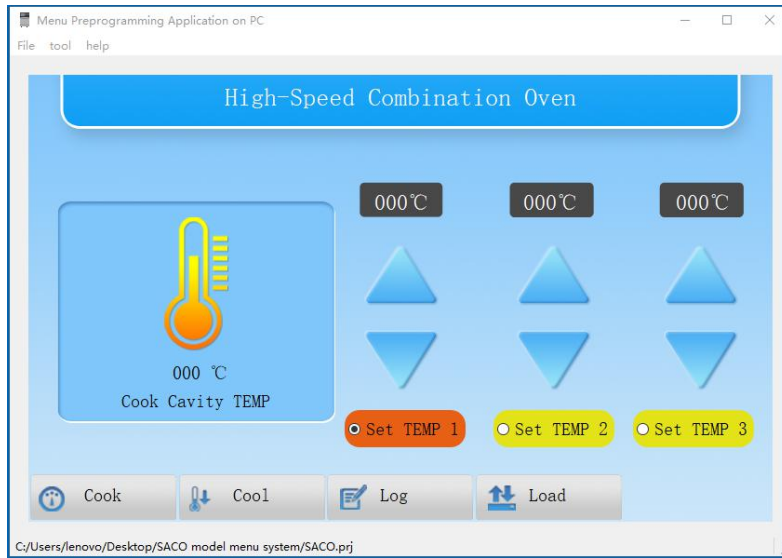 Menu Preprogramming Application on PC
File tool help
High-Speed Combination Oven
000℃ 000℃ 000℃
000 ℃
Cook Cavity TEMP
Set TEMP 1 Set TEMP 2 Set TEMP 3
Cook Cool Log Load
C:/Users/lenovo/Desktop/SACO model menu system/SACO.prj